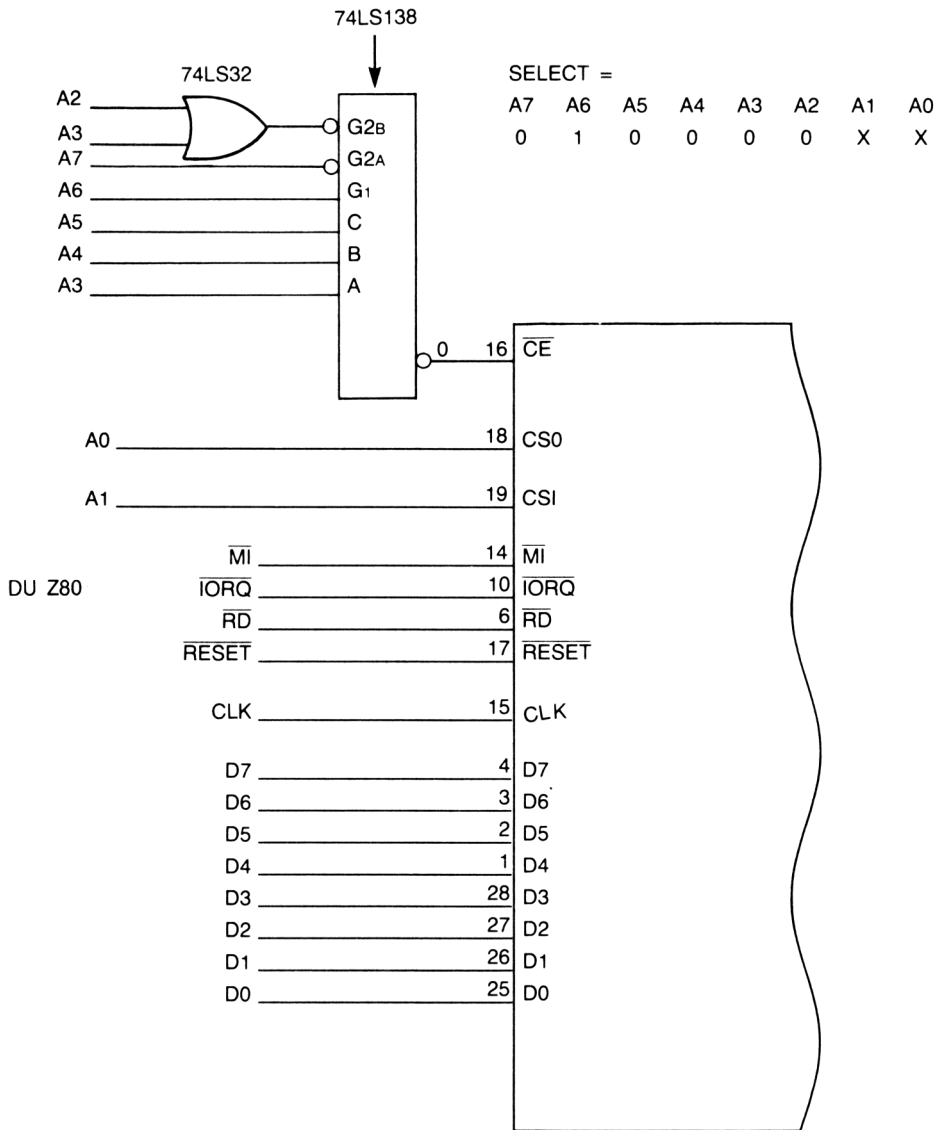 74LS138
74LS32
SELECT =
A7 A6 A5 A4 A3 A2 A1 A0
0 1 0 0 0 0 X X
A2
A3
A7
A6
A5
A4
A3
G2B
G2A
G1
C
B
A
0 16 CE
A0 18 CS0
A1 19 CSI
DU Z80
MI 14 MI
IORQ 10 IORQ
RD 6 RD
RESET 17 RESET
CLK 15 CLK
D7 4 D7
D6 3 D6
D5 2 D5
D4 1 D4
D3 28 D3
D2 27 D2
D1 26 D1
D0 25 D0